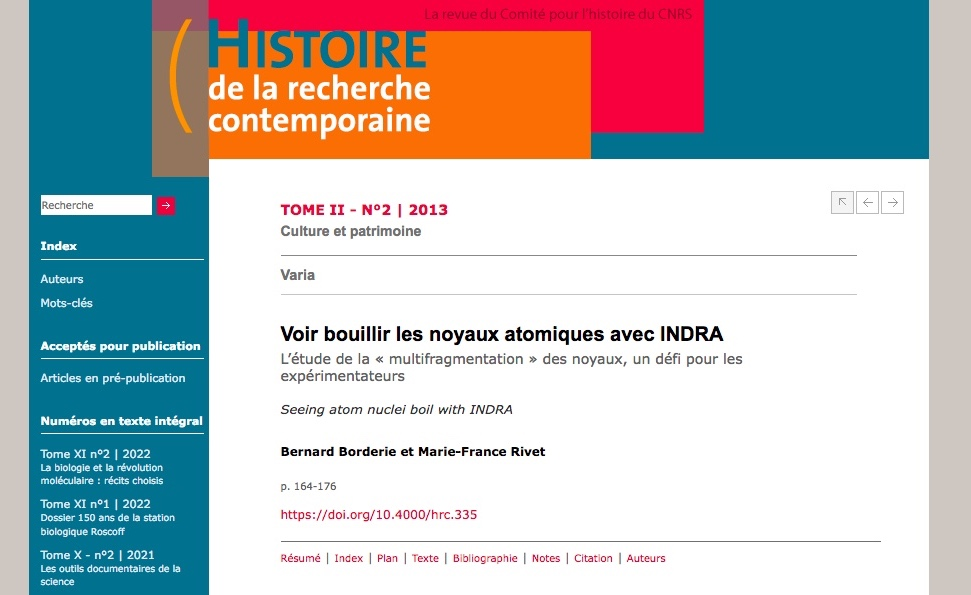 La revue du Comité pour l'histoire du CNRS
HISTOIRE
de la recherche
contemporaine
Recherche
Index
Auteurs
Mots-clés
Acceptés pour publication
Articles en pré-publication
Numéros en texte intégral
Tome XI nº2 | 2022
La biologie et la révolution
moléculaire : récits choisis
Tome XI nº1 | 2022
Dossier 150 ans de la station
biologique Roscoff
Tome X - nº2 | 2021
Les outils documentaires de la
science
TOME II - Nº2 | 2013
Culture et patrimoine
Varia
Voir bouillir les noyaux atomiques avec INDRA
L’étude de la « multifragmentation » des noyaux, un défi pour les
expérimentateurs
Seeing atom nuclei boil with INDRA
Bernard Borderie et Marie-France Rivet
p. 164-176
https://doi.org/10.4000/hrc.335
Résumé | Index | Plan | Texte | Bibliographie | Notes | Citation | Auteurs